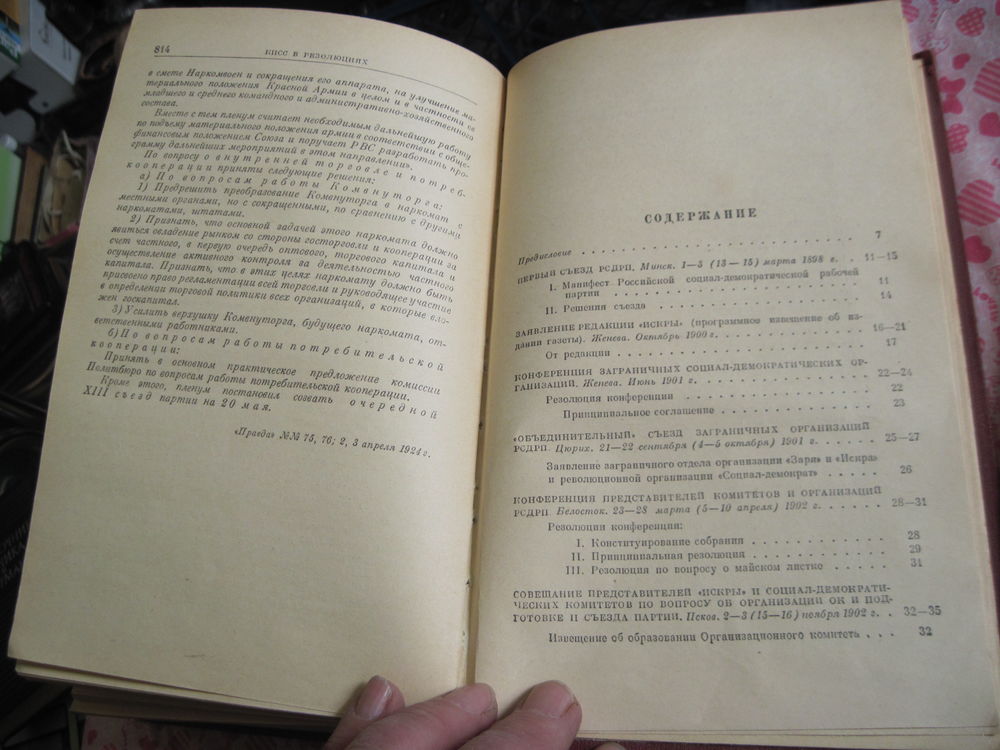 814
КПСС В РЕЗОЛЮЦИЯХ
в смете Наркомвоен и сокращения его аппарата, на улучшение ма-
териального положения Красной Армии в целом и в частности ее
младшего и среднего командного и административно-хозяйственного
состава.
Вместе с тем пленум считает необходимым дальнейшую работу
по подъему материального положения армии в соответствии с обще-
финансовым положением Союза и поручает РВС разработать про-
грамму дальнейших мероприятий в этом направлении».
По вопросу о внутренней торговле и потреб-
кооперации приняты следующие решения:
а) По вопросам работы Комвнуторга:
1) Предрешить преобразование Комвнуторга в наркомат с
местными органами, но с сокращенными, по сравнению с другими
наркоматами, штатами.
2) Признать, что основной задачей этого наркомата должно
явиться овладение рынком со стороны госторговли и кооперации за
счет частного, в первую очередь оптового, торгового капитала и
осуществление активного контроля за деятельностью частного
капитала. Признать, что в этих целях наркомату должно быть
присвоено право регламентации всей торговли и руководящее участие
в определении торговой политики всех организаций, в которые вло-
жен госкапитал.
3) Усилить верхушку Комвнуторга, будущего наркомата, от-
ветственными работниками.
б) По вопросам работы потребительской
кооперации:
Принять в основном практическое предложение комиссии
Политбюро по вопросам работы потребительской кооперации.
Кроме этого, пленум постановил созвать очередной
XIII съезд партии на 20 мая.
«Правда» №№ 75, 76; 2, 3 апреля 1924 г.
СОДЕРЖАНИЕ
Предисловие . . . . . . . . . . . . . . . . . . 7
ПЕРВЫЙ СЪЕЗД РСДРП. Минск. 1—3 (13—15) марта 1898 г. . 11—15
I. Манифест Российской социал-демократической рабочей
партии . . . . . . . . . . . . . . . . . . 11
II. Решения съезда . . . . . . . . . . . . . . 14
ЗАЯВЛЕНИЕ РЕДАКЦИИ «ИСКРЫ» (программное извещение об из-
дании газеты). Женева. Октябрь 1900 г. . . . . . . . . . 16—21
От редакции . . . . . . . . . . . . . . . . 17
КОНФЕРЕНЦИЯ ЗАГРАНИЧНЫХ СОЦИАЛ-ДЕМОКРАТИЧЕСКИХ ОР-
ГАНИЗАЦИЙ. Женева. Июнь 1901 г. . . . . . . . . . . . 22—24
Резолюция конференции . . . . . . . . . . . . 22
Принципиальное соглашение . . . . . . . . . . . 23
«ОБЪЕДИНИТЕЛЬНЫЙ» СЪЕЗД ЗАГРАНИЧНЫХ ОРГАНИЗАЦИЙ
РСДРП. Цюрих. 21—22 сентября (4—5 октября) 1901 г. . . . . 25—27
Заявление заграничного отдела организации «Заря» и «Искра»
и революционной организации «Социал-демократ» . . . . . 26
КОНФЕРЕНЦИЯ ПРЕДСТАВИТЕЛЕЙ КОМИТЕТОВ И ОРГАНИЗАЦИЙ
РСДРП. Белосток. 23—28 марта (5—10 апреля) 1902 г. . . . . 28—31
Резолюция конференции:
I. Конституирование собрания . . . . . . . . . . 28
II. Принципиальная резолюция . . . . . . . . . . 29
III. Резолюция по вопросу о майском листке . . . . . 31
СОВЕЩАНИЕ ПРЕДСТАВИТЕЛЕЙ «ИСКРЫ» И СОЦИАЛ-ДЕМОКРАТИ-
ЧЕСКИХ КОМИТЕТОВ ПО ВОПРОСУ ОБ ОРГАНИЗАЦИИ ОК И ПОД-
ГОТОВКЕ II СЪЕЗДА ПАРТИИ. Псков. 2—3 (15—16) ноября 1902 г. . 32—35
Извещение об образовании Организационного комитета . . . 32